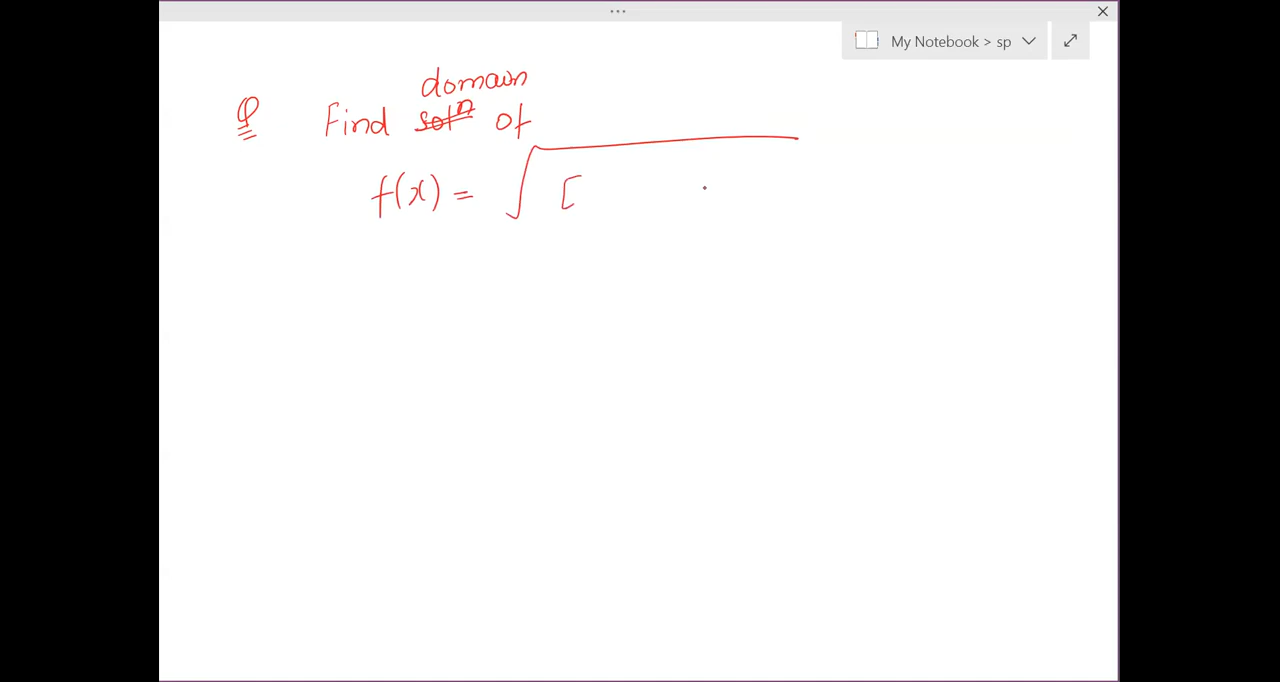 My Notebook > sp
domain
Q Find solⁿ of
f(x) = √[